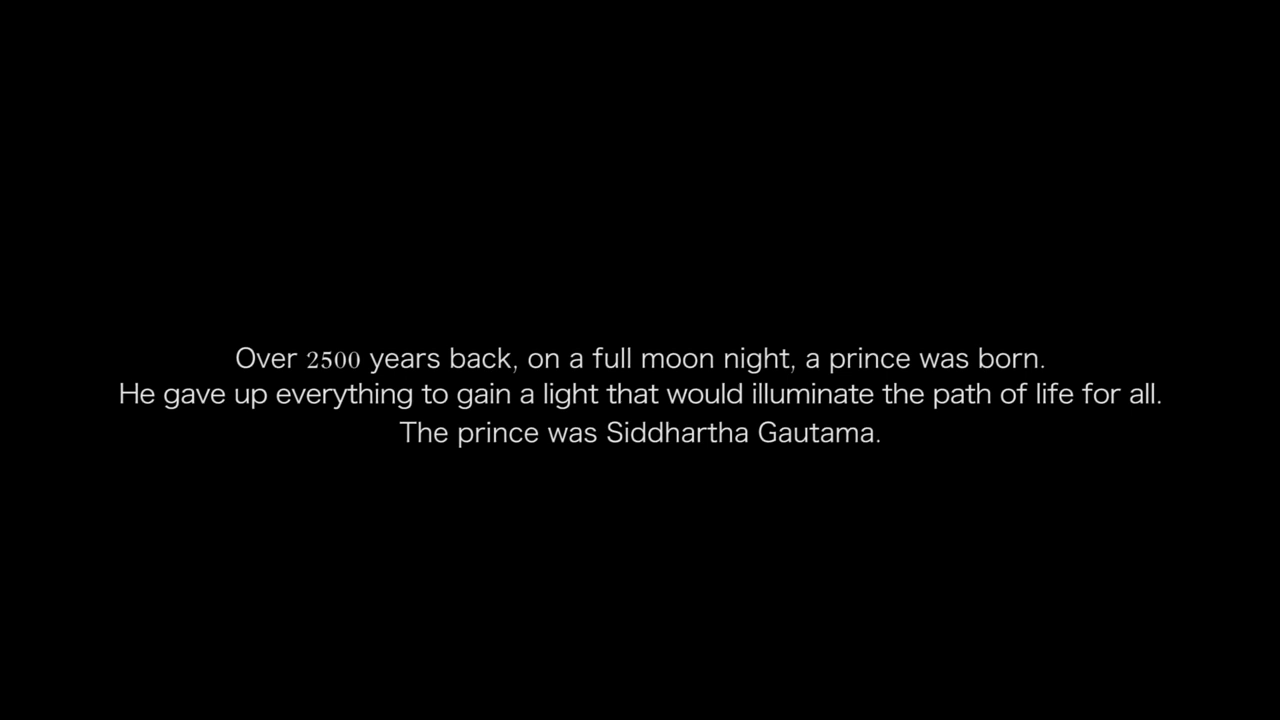 Over 2500 years back, on a full moon night, a prince was born.
He gave up everything to gain a light that would illuminate the path of life for all.
The prince was Siddhartha Gautama.